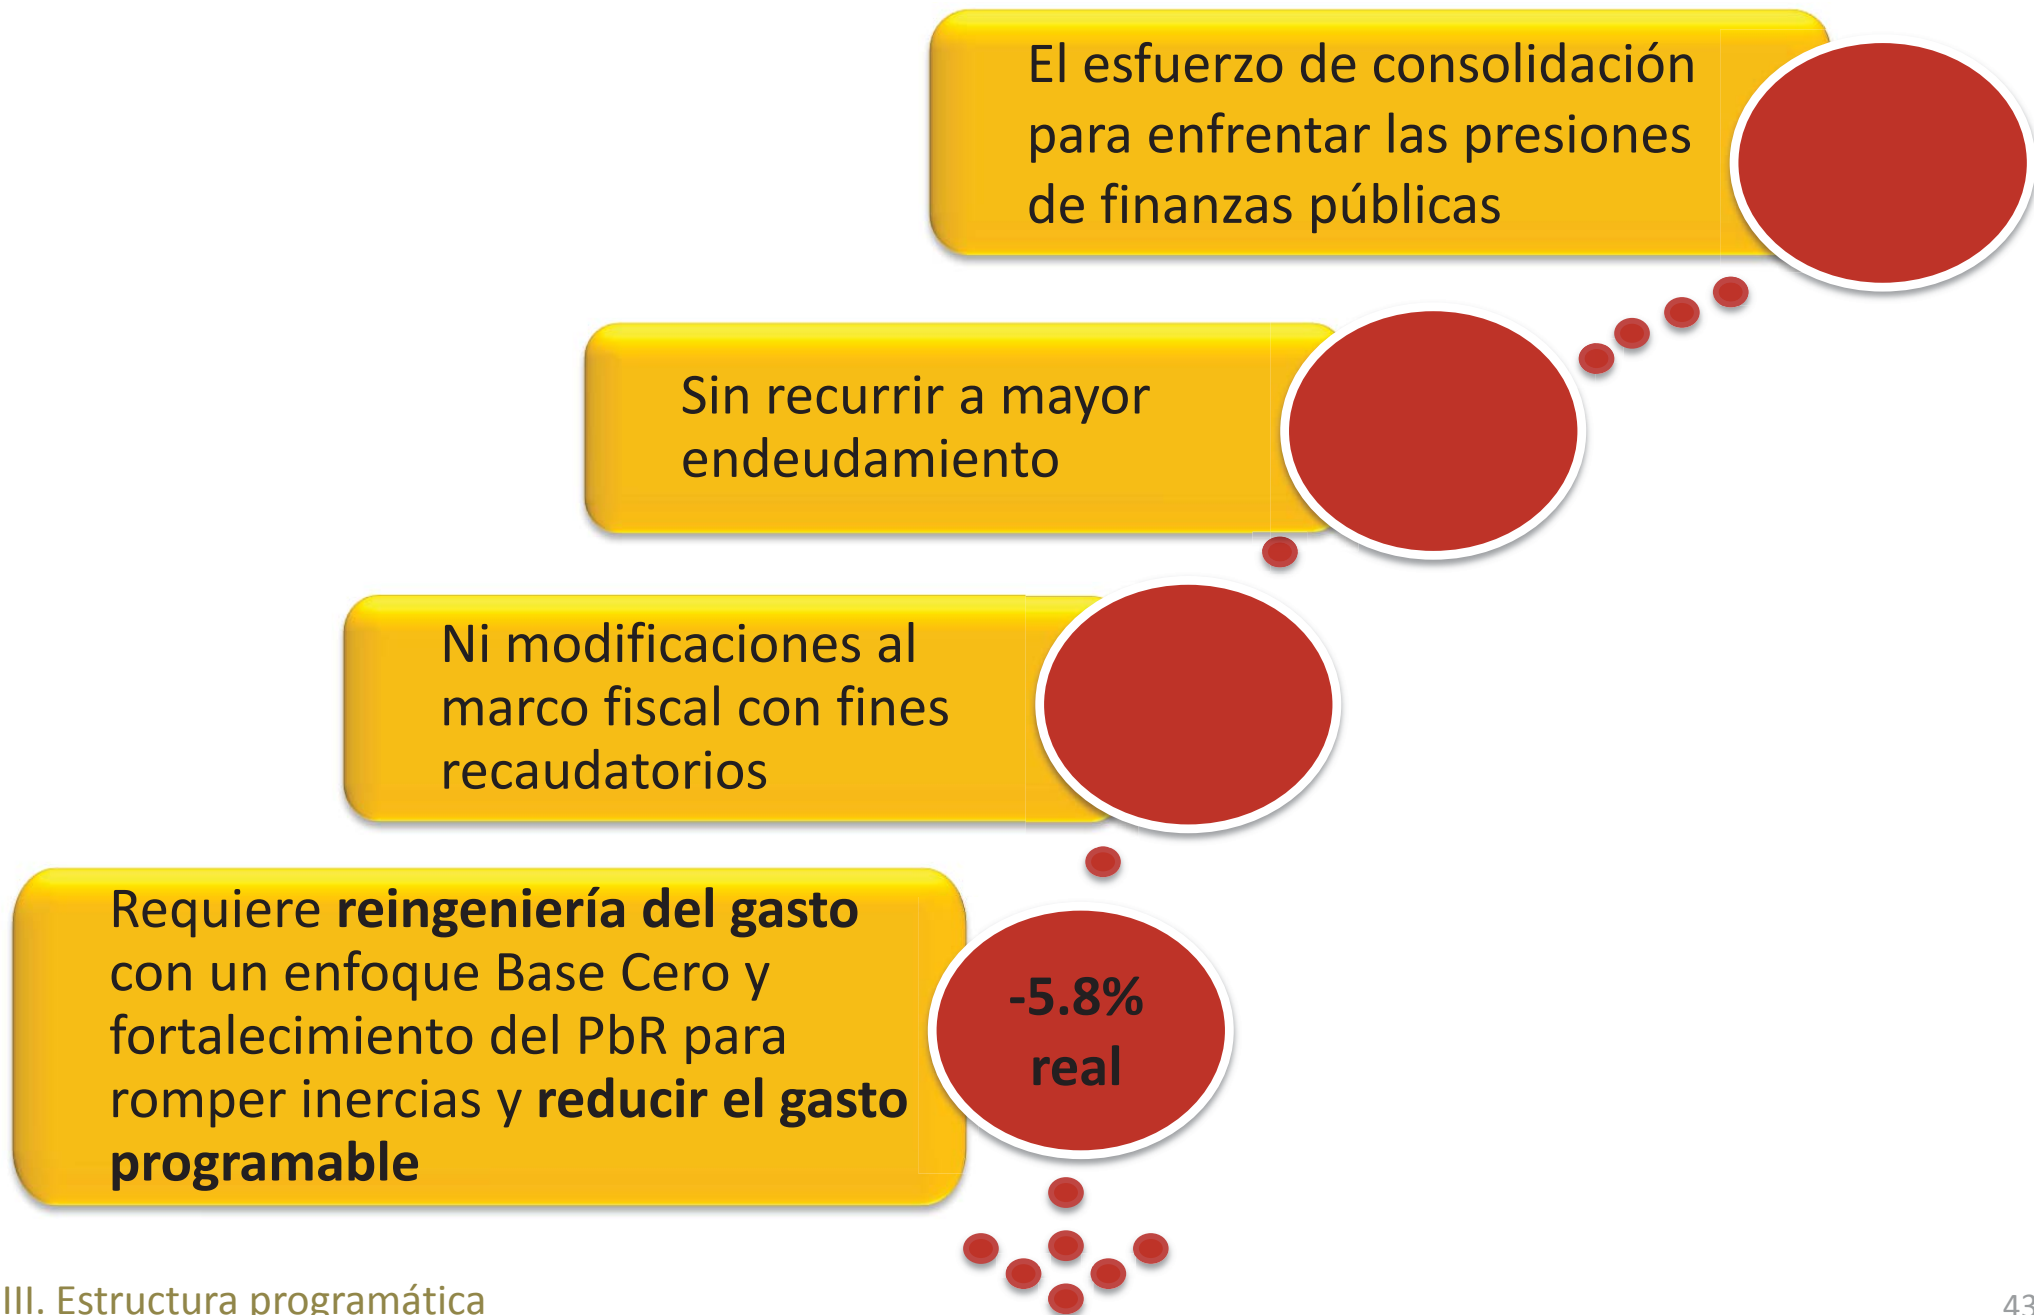 El esfuerzo de consolidación
para enfrentar las presiones
de finanzas públicas
Sin recurrir a mayor
endeudamiento
Ni modificaciones al
marco fiscal con fines
recaudatorios
Requiere reingeniería del gasto
con un enfoque Base Cero y
fortalecimiento del PbR para
romper inercias y reducir el gasto
programable
-5.8%
real
III. Estructura programática
43